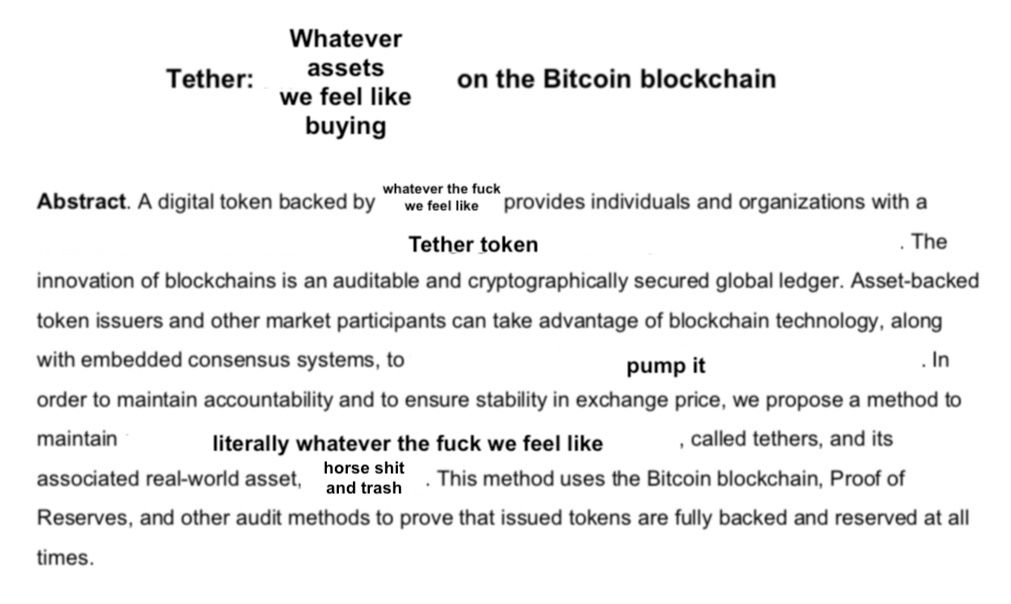 Tether: Whatever assets we feel like buying on the Bitcoin blockchain
Abstract. A digital token backed by whatever the fuck we feel like provides individuals and organizations with a
Tether token . The
innovation of blockchains is an auditable and cryptographically secured global ledger. Asset-backed
token issuers and other market participants can take advantage of blockchain technology, along
with embedded consensus systems, to pump it . In
order to maintain accountability and to ensure stability in exchange price, we propose a method to
maintain literally whatever the fuck we feel like , called tethers, and its
associated real-world asset, horse shit and trash . This method uses the Bitcoin blockchain, Proof of
Reserves, and other audit methods to prove that issued tokens are fully backed and reserved at all
times.